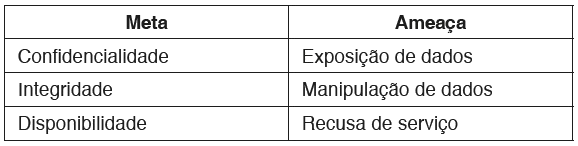 Meta Ameaça
Confidencialidade Exposição de dados
Integridade Manipulação de dados
Disponibilidade Recusa de serviço